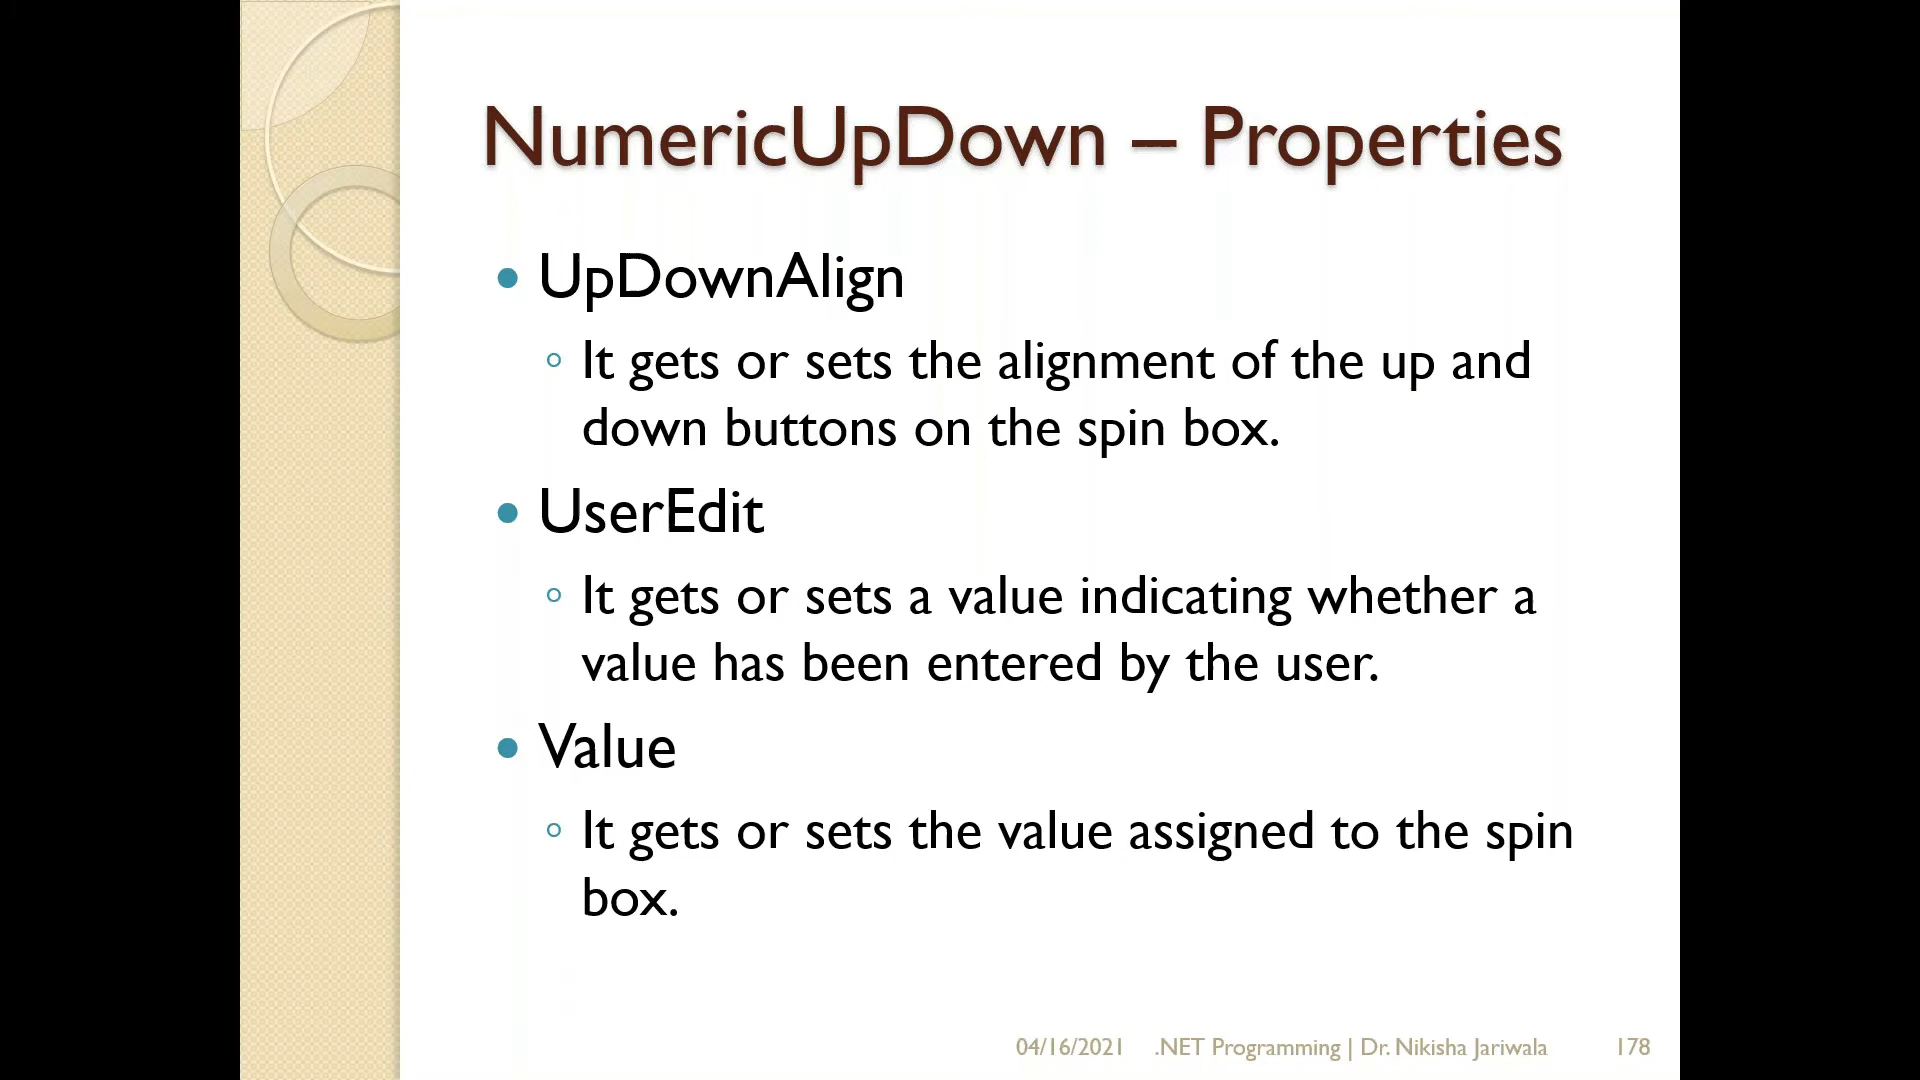 NumericUpDown – Properties
• UpDownAlign
◦ It gets or sets the alignment of the up and
down buttons on the spin box.
• UserEdit
◦ It gets or sets a value indicating whether a
value has been entered by the user.
• Value
◦ It gets or sets the value assigned to the spin
box.
04/16/2021 .NET Programming | Dr. Nikisha Jariwala 178